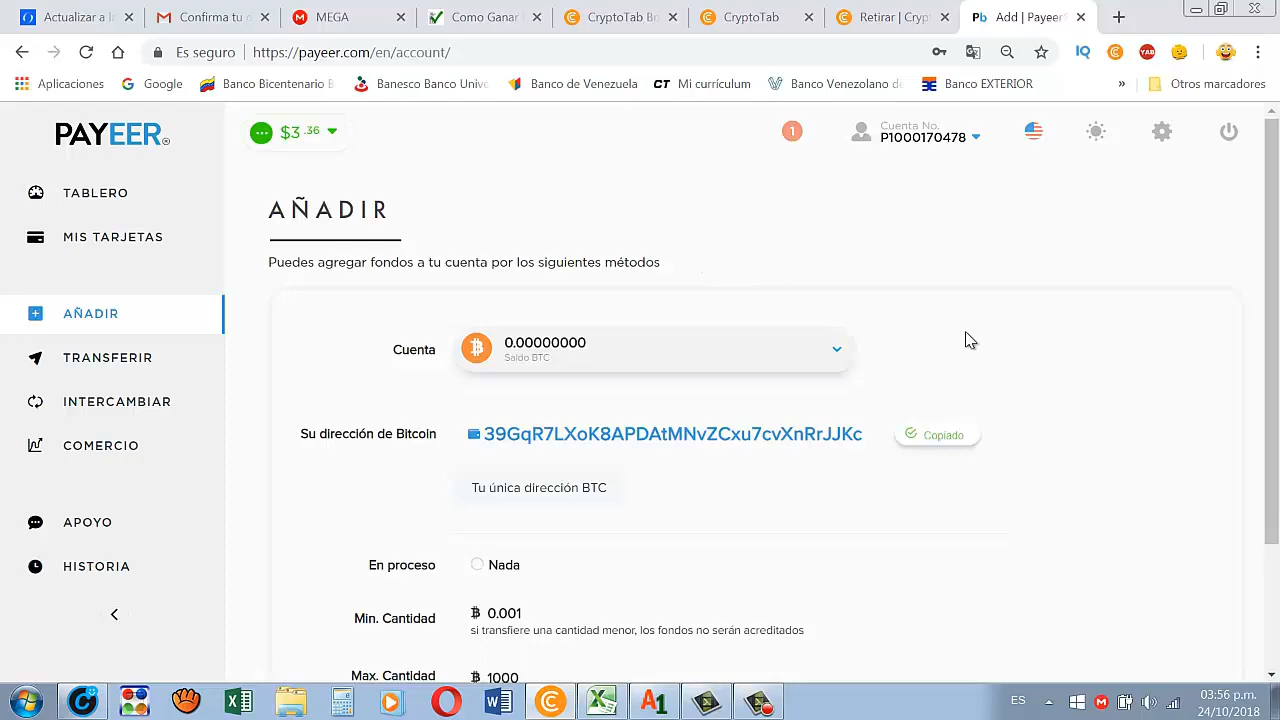 Actualizar a la
Confirma tu d
MEGA
Como Ganar
CryptoTab Br
CryptoTab
Retirar | Cryp
Add | Payeer
Es seguro
https://payeer.com/en/account/
IQ
Aplicaciones
Google
Banco Bicentenario
Banesco Banco Unive
Banco de Venezuela
CT Mi currículum
Banco Venezolano de
Banco EXTERIOR
»
Otros marcadores
PAYEER®
$3.36
1
Cuenta No.
P1000170478
TABLERO
MIS TARJETAS
AÑADIR
TRANSFERIR
INTERCAMBIAR
COMERCIO
APOYO
HISTORIA
AÑADIR
Puedes agregar fondos a tu cuenta por los siguientes métodos
Cuenta
0.00000000
Saldo BTC
Su dirección de Bitcoin
39GqR7LXoK8APDAtMNvZCxu7cvXnRrJJKc
Copiado
Tu única dirección BTC
En proceso
Nada
Min. Cantidad
฿ 0.001
si transfiere una cantidad menor, los fondos no serán acreditados
Max. Cantidad
฿ 1000
ES
03:56 p.m.
24/10/2018